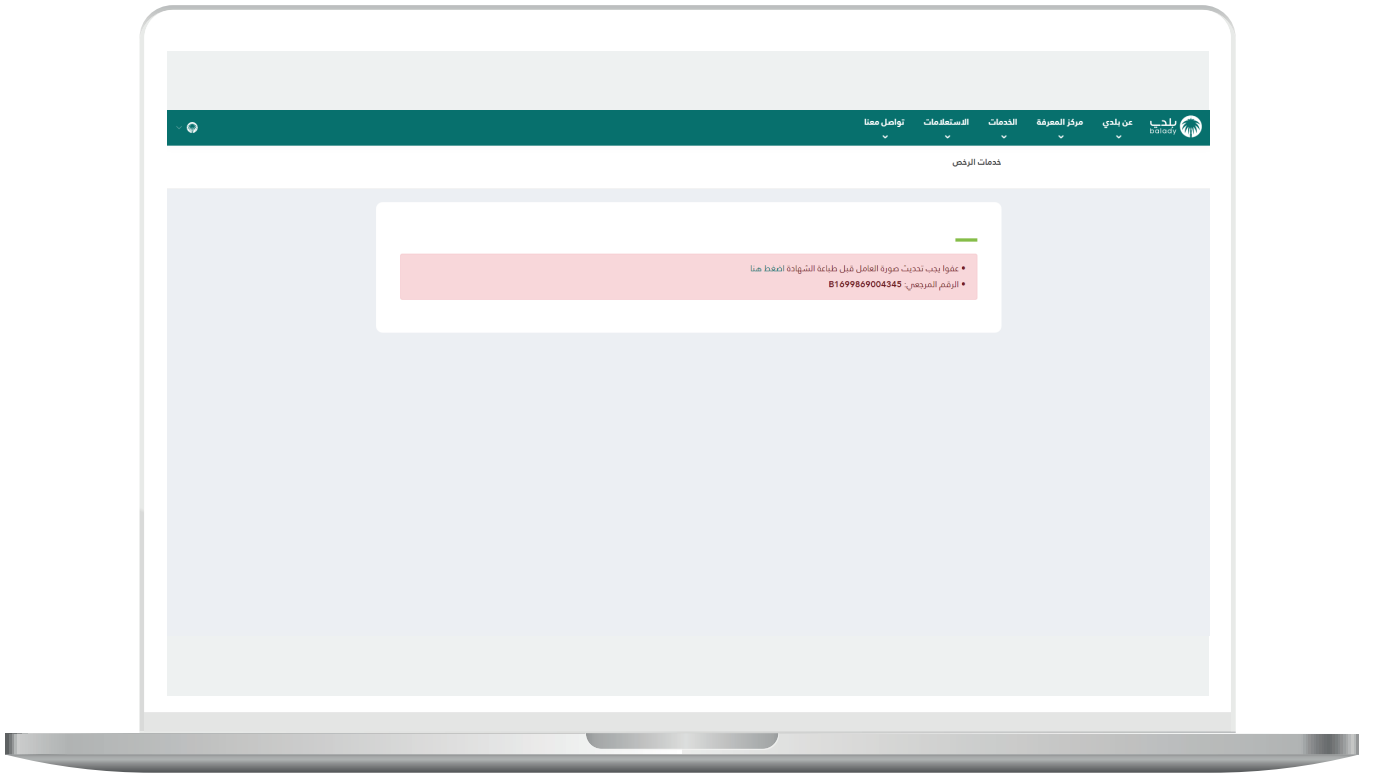 بلدي
balady
عن بلدي
مركز المعرفة
الخدمات
الاستعلامات
تواصل معنا
خدمات الرخص
• عفوا يجب تحديث صورة العامل قبل طباعة الشهادة اضغط هنا
• الرقم المرجعي: B1699869004345